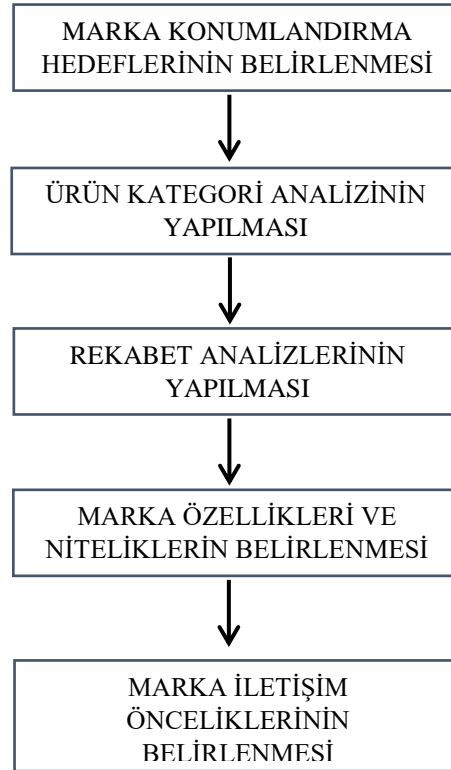 MARKA KONUMLANDIRMA
HEDEFLERİNİN BELİRLENMESİ
ÜRÜN KATEGORİ ANALİZİNİN
YAPILMASI
REKABET ANALİZLERİNİN
YAPILMASI
MARKA ÖZELLİKLERİ VE
NİTELİKLERİN BELİRLENMESİ
MARKA İLETİŞİM
ÖNCELİKLERİNİN
BELİRLENMESİ